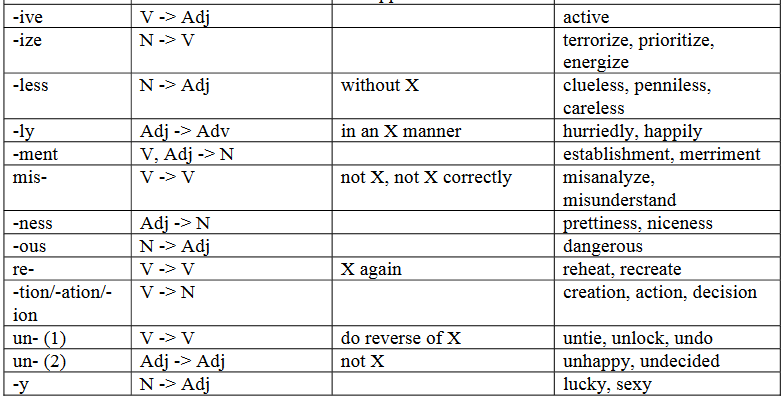 -ive V -> Adj active
-ize N -> V terrorize, prioritize,
energize
-less N -> Adj without X clueless, penniless,
careless
-ly Adj -> Adv in an X manner hurriedly, happily
-ment V, Adj -> N establishment, merriment
mis- V -> V not X, not X correctly misanalyze,
misunderstand
-ness Adj -> N prettiness, niceness
-ous N -> Adj dangerous
re- V -> V X again reheat, recreate
-tion/-ation/- V -> N creation, action, decision
ion
un- (1) V -> V do reverse of X untie, unlock, undo
un- (2) Adj -> Adj not X unhappy, undecided
-y N -> Adj lucky, sexy